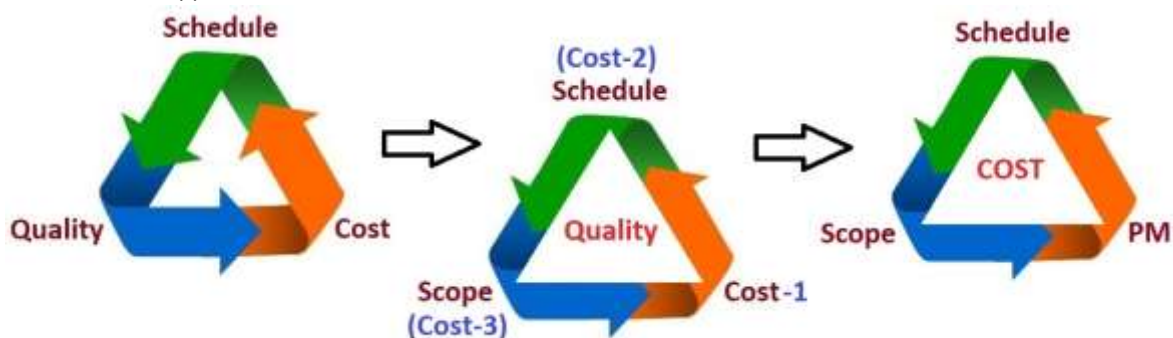 Schedule
Quality
Cost
(Cost-2)
Schedule
Quality
Scope
(Cost-3)
Cost-1
Schedule
COST
Scope
PM